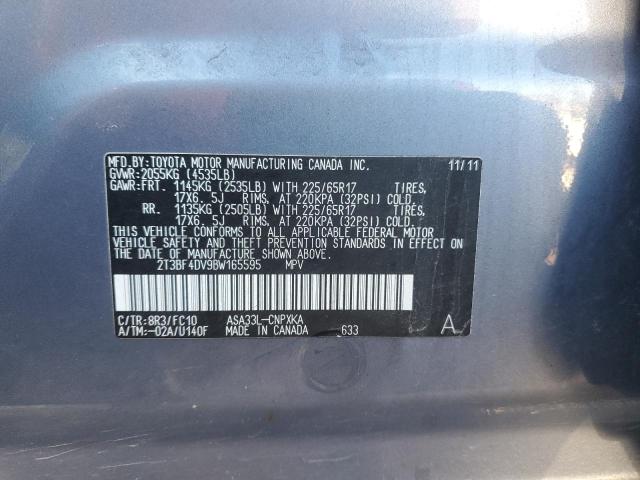 MFD.BY:TOYOTA MOTOR MANUFACTURING CANADA INC. 11/11
GVWR:2055KG (4535LB)
GAWR:FRT. 1145KG (2535LB) WITH 225/65R17 TIRES,
17X6.5J RIMS, AT 220KPA (32PSI) COLD.
RR. 1135KG (2505LB) WITH 225/65R17 TIRES,
17X6.5J RIMS, AT 220KPA (32PSI) COLD.
THIS VEHICLE CONFORMS TO ALL APPLICABLE FEDERAL MOTOR
VEHICLE SAFETY AND THEFT PREVENTION STANDARDS IN EFFECT ON
THE DATE OF MANUFACTURE SHOWN ABOVE.
2T3BF4DV9BW165595 MPV
C/TR:8R3/FC10 ASA33L-CNPXKA
A/TM:-02A/U140F MADE IN CANADA 633
A